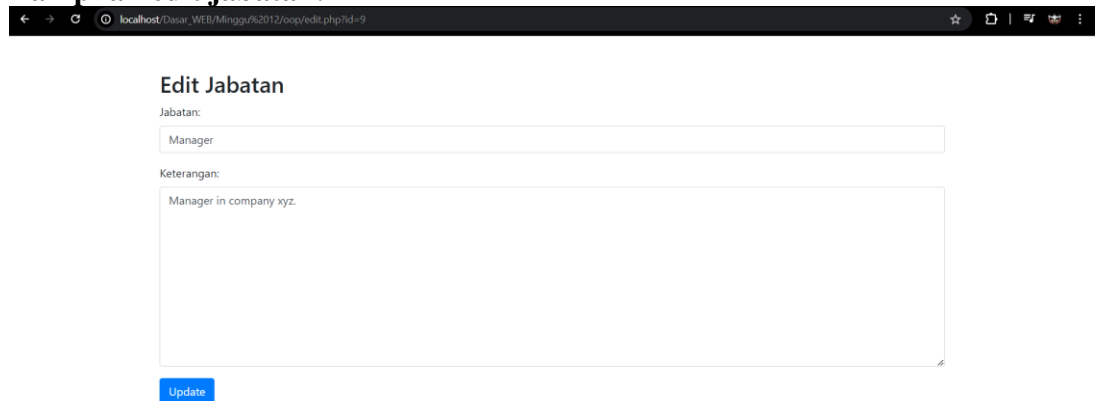 localhost/Dasar_WEB/Minggu%2012/oop/edit.php?id=9
Edit Jabatan
Jabatan:
Manager
Keterangan:
Manager in company xyz.
Update